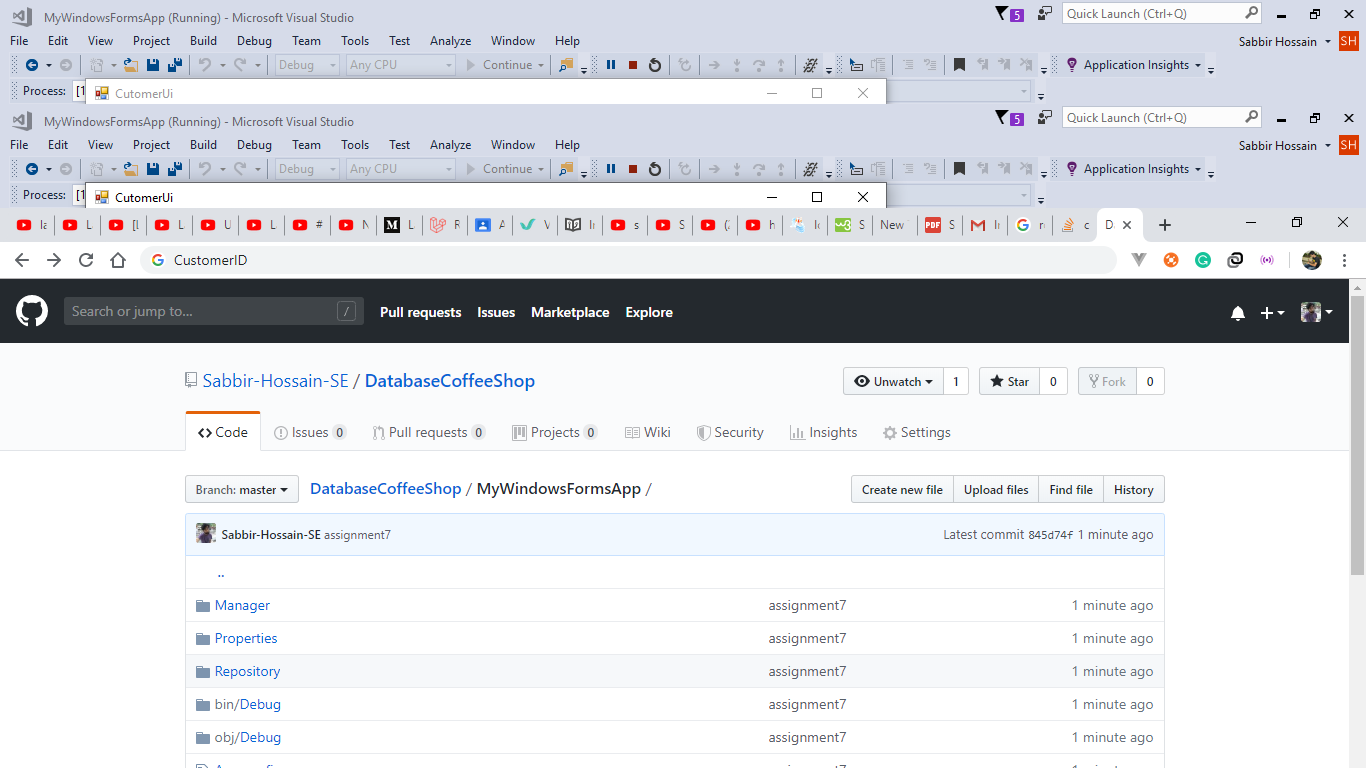 MyWindowsFormsApp (Running) - Microsoft Visual Studio 5 Quick Launch (Ctrl+Q)
File Edit View Project Build Debug Team Tools Test Analyze Window Help Sabbir Hossain SH
Debug Any CPU Continue Application Insights
Process: [1 CutomerUi
MyWindowsFormsApp (Running) - Microsoft Visual Studio 5 Quick Launch (Ctrl+Q)
File Edit View Project Build Debug Team Tools Test Analyze Window Help Sabbir Hossain SH
Debug Any CPU Continue Application Insights
Process: [1 CutomerUi
New
CustomerID
Search or jump to... / Pull requests Issues Marketplace Explore
Sabbir-Hossain-SE / DatabaseCoffeeShop Unwatch 1 Star 0 Fork 0
Code Issues 0 Pull requests 0 Projects 0 Wiki Security Insights Settings
Branch: master DatabaseCoffeeShop / MyWindowsFormsApp / Create new file Upload files Find file History
Sabbir-Hossain-SE assignment7 Latest commit 845d74f 1 minute ago
..
Manager assignment7 1 minute ago
Properties assignment7 1 minute ago
Repository assignment7 1 minute ago
bin/Debug assignment7 1 minute ago
obj/Debug assignment7 1 minute ago